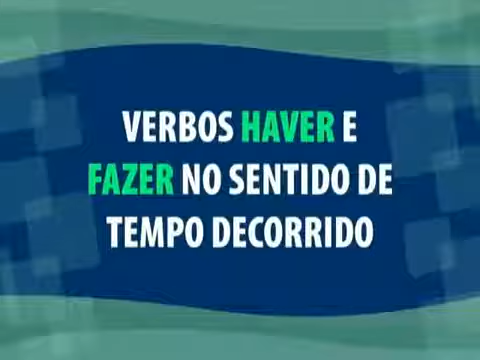 VERBOS HAVER E
FAZER NO SENTIDO DE
TEMPO DECORRIDO